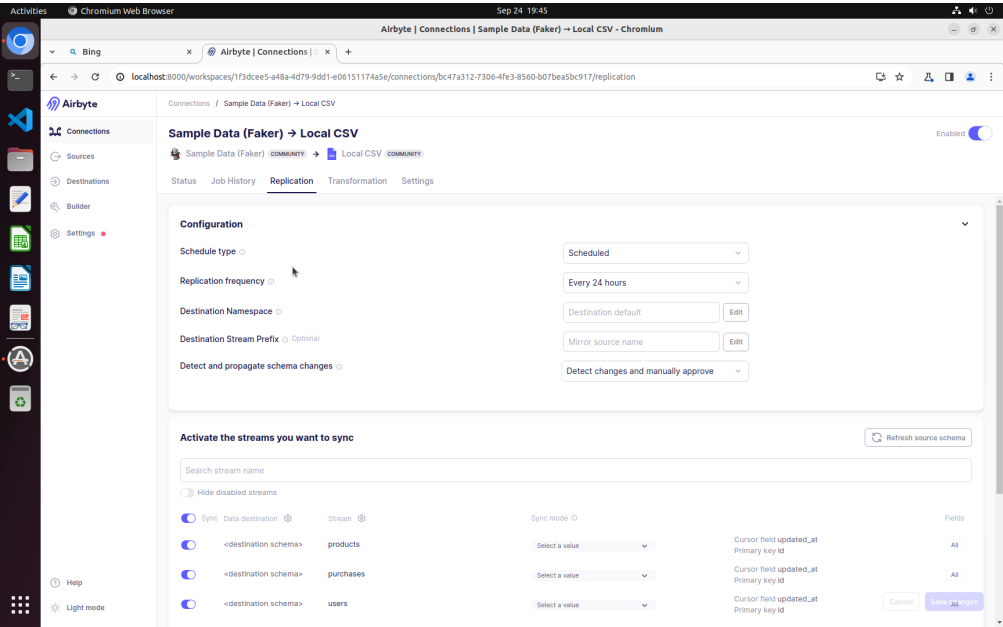 Activities Chromium Web Browser Sep 24 19:45
Airbyte | Connections | Sample Data (Faker) → Local CSV - Chromium
Bing Airbyte | Connections |
localhost:8000/workspaces/1f3dcee5-a48a-4d79-9dd1-e06151174a5e/connections/bc47a312-7306-4fe3-8560-b07bea5bc917/replication
Airbyte
Connections
Sources
Destinations
Builder
Settings
Help
Light mode
Connections / Sample Data (Faker) → Local CSV
Sample Data (Faker) → Local CSV
Enabled
Sample Data (Faker) COMMUNITY → Local CSV COMMUNITY
Status Job History Replication Transformation Settings
Configuration
Schedule type Scheduled
Replication frequency Every 24 hours
Destination Namespace Destination default Edit
Destination Stream Prefix Optional Mirror source name Edit
Detect and propagate schema changes Detect changes and manually approve
Activate the streams you want to sync Refresh source schema
Search stream name
Hide disabled streams
Sync Data destination Stream Sync mode Fields
<destination schema> products Select a value Cursor field updated_at All
Primary key id
<destination schema> purchases Select a value Cursor field updated_at All
Primary key id
<destination schema> users Select a value Cursor field updated_at All
Primary key id
Cancel Save changes